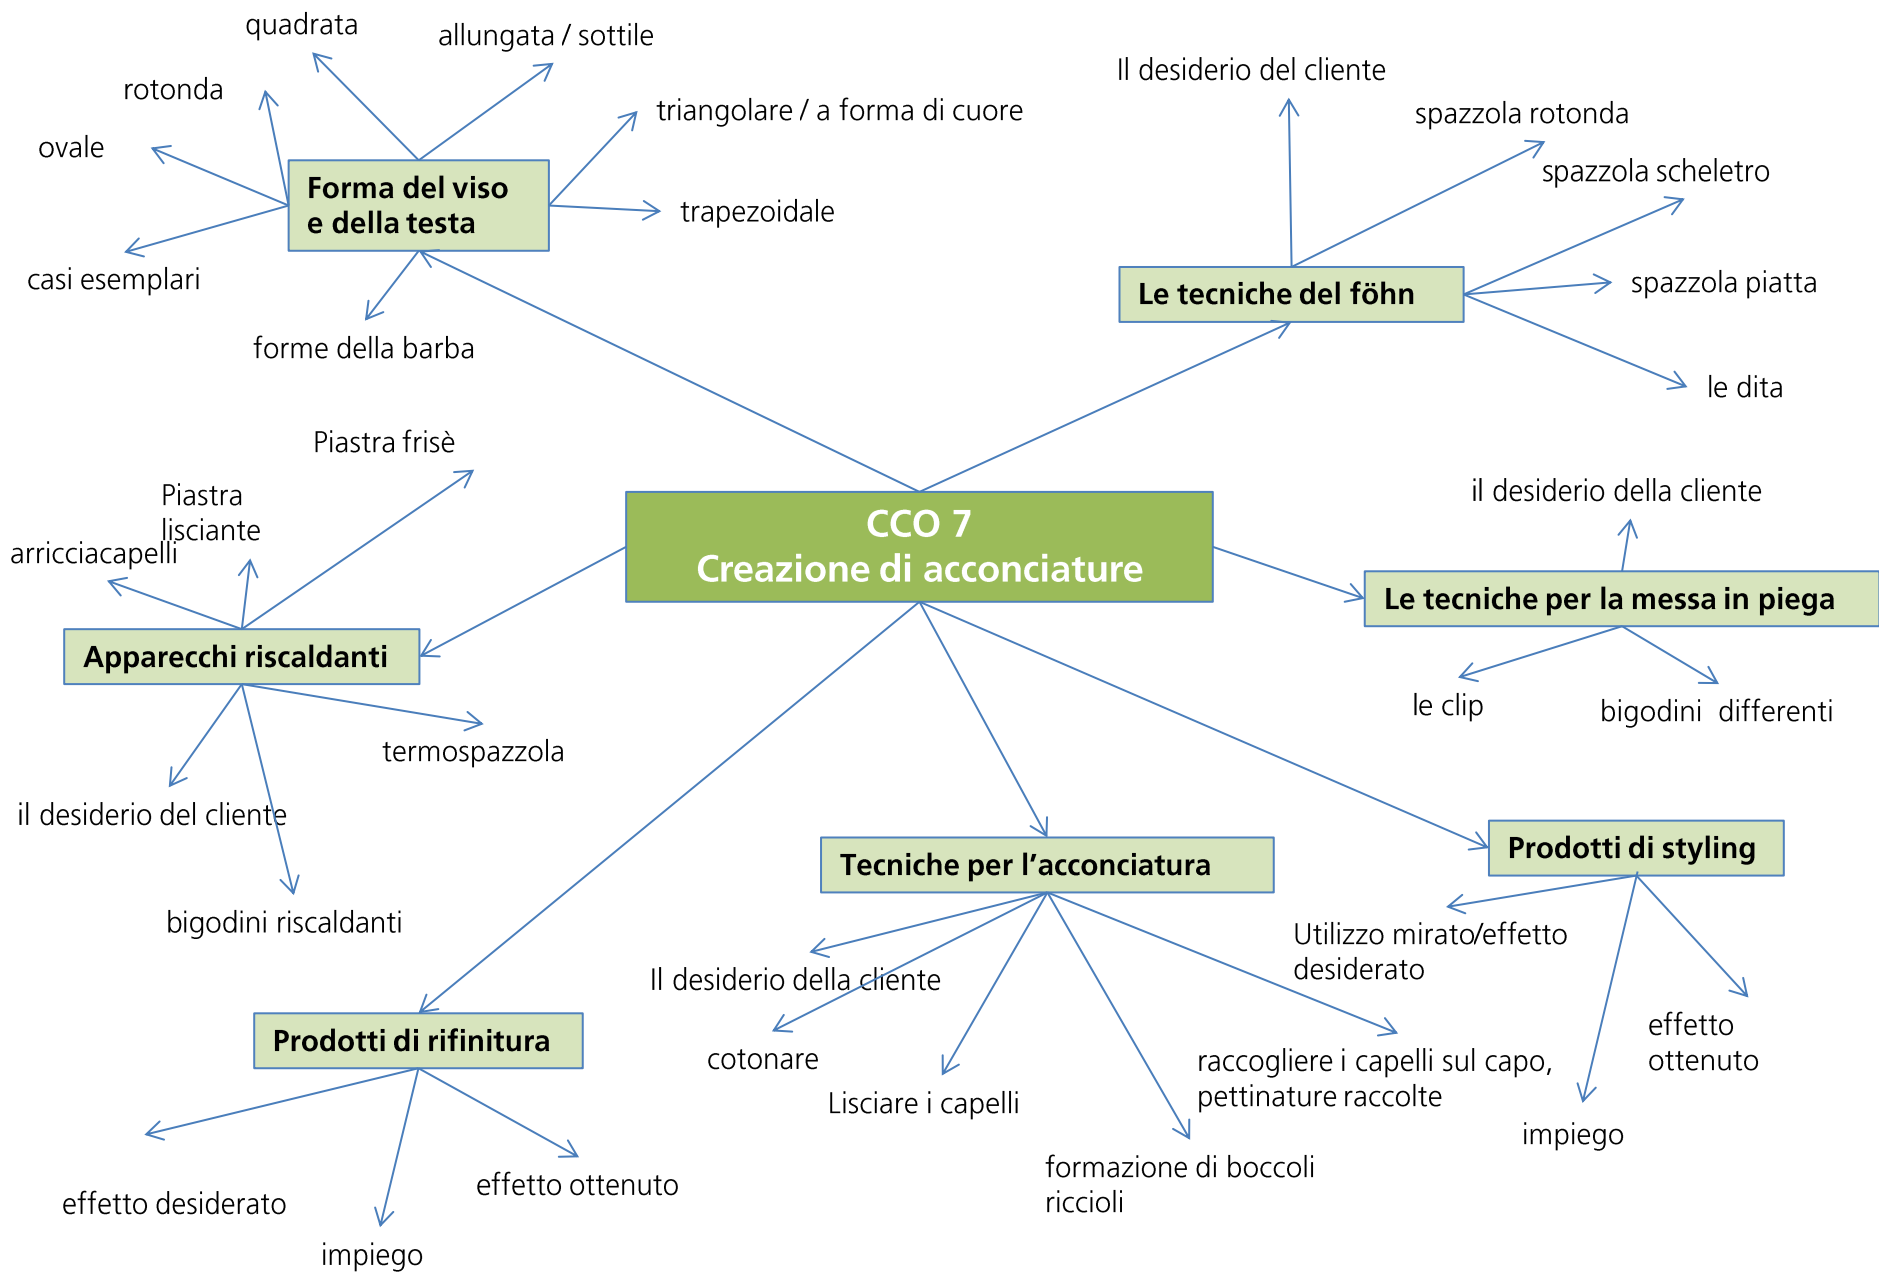 quadrata
allungata / sottile
rotonda
triangolare / a forma di cuore
ovale
Forma del viso
e della testa
trapezoidale
casi esemplari
forme della barba
Il desiderio del cliente
spazzola rotonda
spazzola scheletro
Le tecniche del föhn
spazzola piatta
le dita
Piastra frisè
Piastra
lisciante
arricciacapelli
Apparecchi riscaldanti
termospazzola
il desiderio del cliente
bigodini riscaldanti
CCO 7
Creazione di acconciature
il desiderio della cliente
Le tecniche per la messa in piega
le clip
bigodini differenti
Prodotti di styling
Utilizzo mirato/effetto
desiderato
effetto
ottenuto
impiego
Tecniche per l’acconciatura
Il desiderio della cliente
cotonare
Lisciare i capelli
raccogliere i capelli sul capo,
pettinature raccolte
formazione di boccoli
riccioli
Prodotti di rifinitura
effetto desiderato
effetto ottenuto
impiego